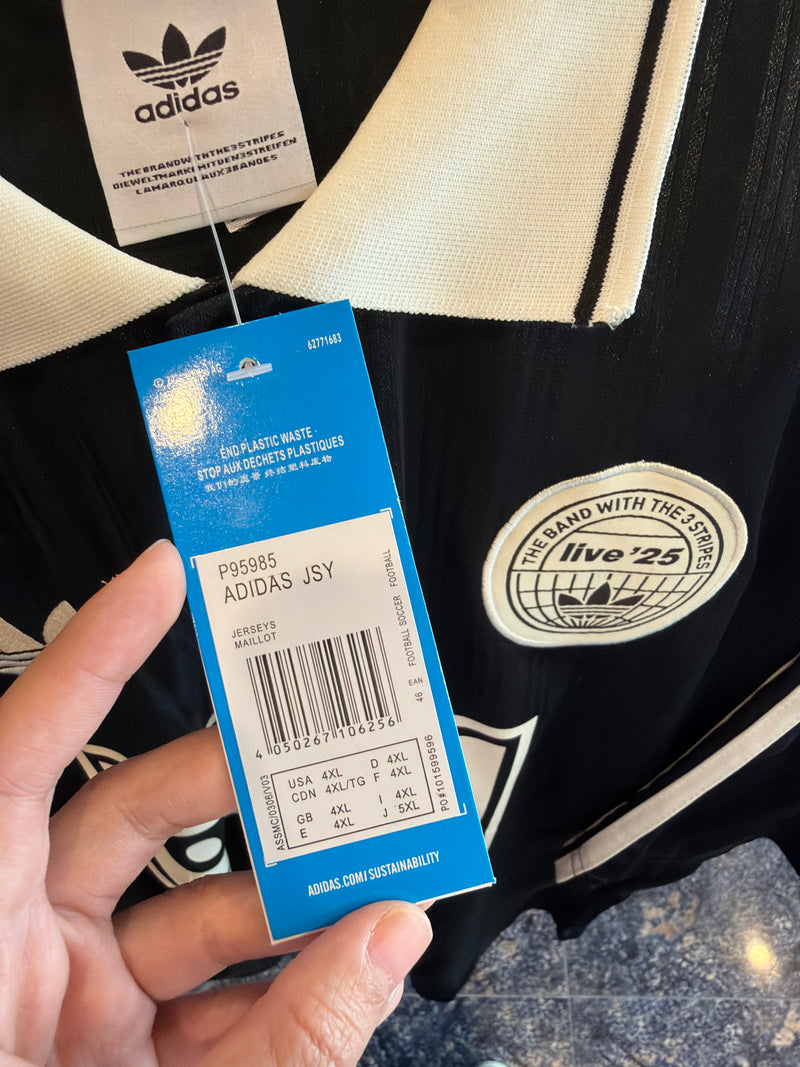 adidas
THE BRAND WITH THE 3 STRIPES
DIE WELTMARKE MIT DEN 3 STREIFEN
LA MARQUE AUX 3 BANDES
62771683
AG
END PLASTIC WASTE
STOP AUX DECHETS PLASTIQUES
P95985
ADIDAS JSY
JERSEYS
MAILLOT
FOOTBALL SOCCER FOOTBALL
EAN
46
4 050267 106256
USA 4XL D 4XL
CDN 4XL/TG F 4XL
GB 4XL I 4XL
E 4XL J 5XL
ASSMC/0306/V03
PO#101599596
ADIDAS.COM/SUSTAINABILITY
THE BAND WITH THE 3 STRIPES
live '25